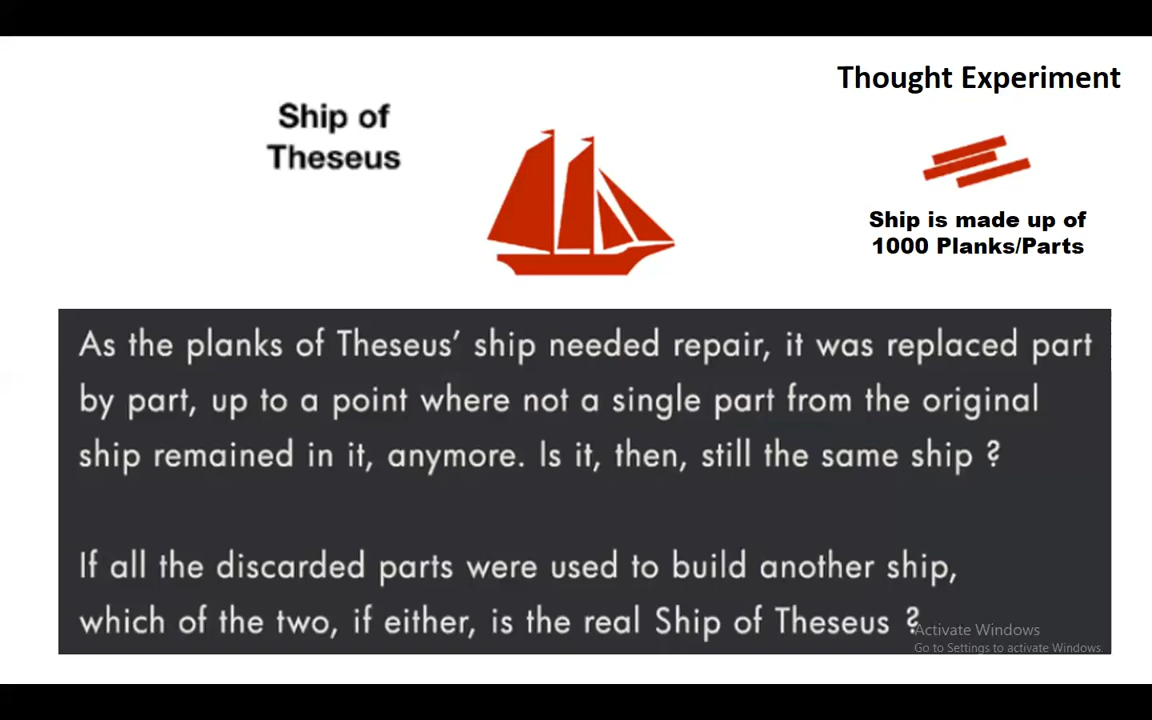 Thought Experiment
Ship of
Theseus
Ship is made up of
1000 Planks/Parts
As the planks of Theseus’ ship needed repair, it was replaced part
by part, up to a point where not a single part from the original
ship remained in it, anymore. Is it, then, still the same ship ?
If all the discarded parts were used to build another ship,
which of the two, if either, is the real Ship of Theseus ?
Activate Windows
Go to Settings to activate Windows.